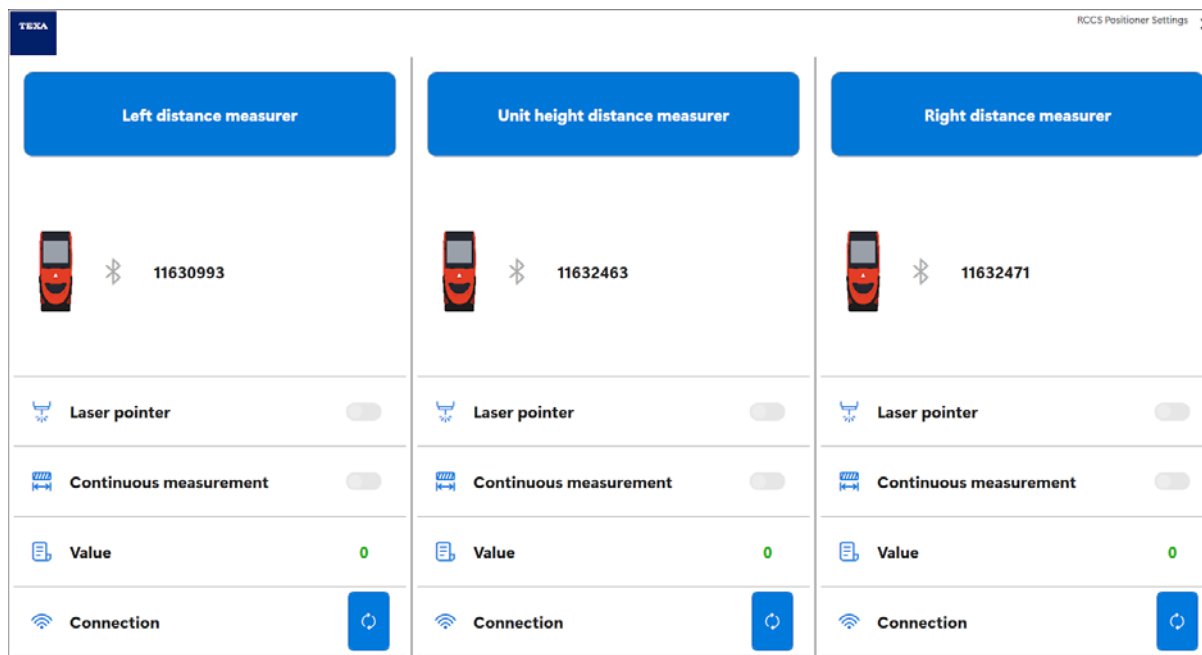 TEXA
RCCS Positioner Settings
Left distance measurer
Unit height distance measurer
Right distance measurer
11630993
11632463
11632471
Laser pointer
Laser pointer
Laser pointer
Continuous measurement
Continuous measurement
Continuous measurement
Value 0
Value 0
Value 0
Connection
Connection
Connection